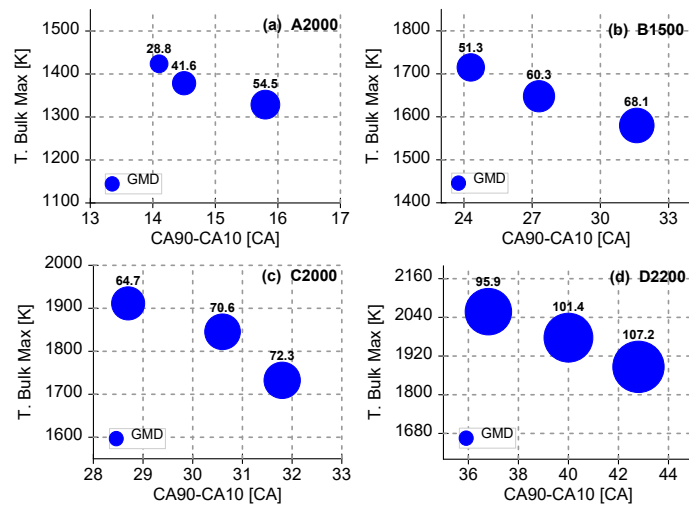 (a) A2000
T. Bulk Max [K]
1500
1400
1300
1200
1100
28.8
41.6
54.5
GMD
13 14 15 16 17
CA90-CA10 [CA]
(b) B1500
T. Bulk Max [K]
1800
1700
1600
1500
1400
51.3
60.3
68.1
GMD
24 27 30 33
CA90-CA10 [CA]
(c) C2000
T. Bulk Max [K]
2000
1900
1800
1700
1600
64.7
70.6
72.3
GMD
28 29 30 31 32 33
CA90-CA10 [CA]
(d) D2200
T. Bulk Max [K]
2160
2040
1920
1800
1680
95.9
101.4
107.2
GMD
36 38 40 42 44
CA90-CA10 [CA]